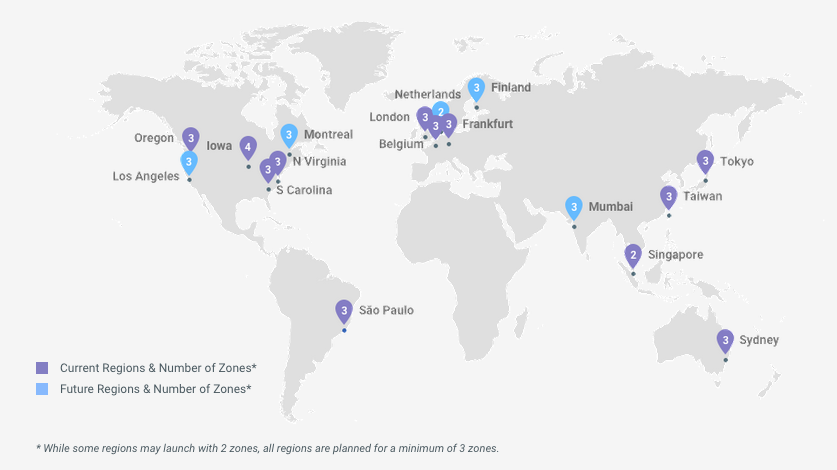 3 Finland
Netherlands
2
London 3
3
3 Frankfurt
Belgium
Oregon 3
3 Montreal
Iowa 4
3 N Virginia
Los Angeles 3
3 S Carolina
3 Tokyo
3 Taiwan
3 Mumbai
2 Singapore
3 São Paulo
3 Sydney
Current Regions & Number of Zones*
Future Regions & Number of Zones*
* While some regions may launch with 2 zones, all regions are planned for a minimum of 3 zones.